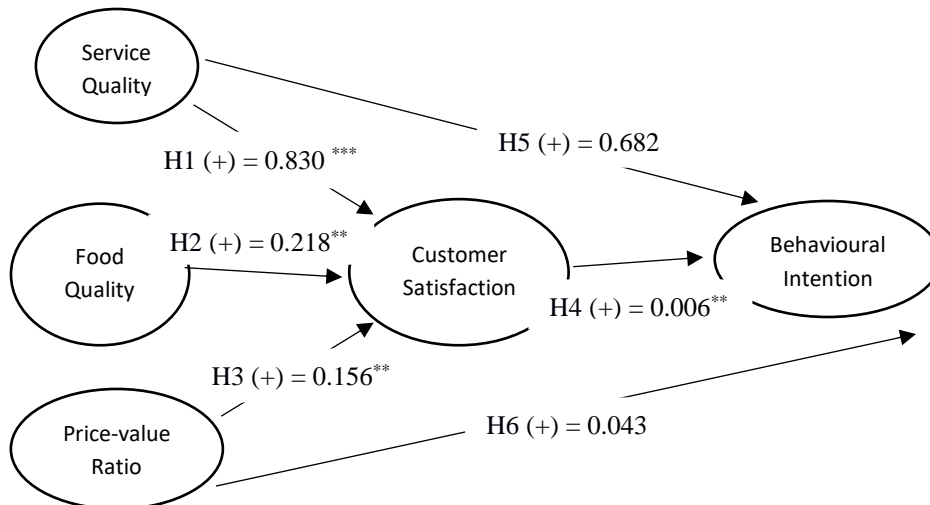 Service
Quality
H5 (+) = 0.682
H1 (+) = 0.830 ***
H2 (+) = 0.218**
Food
Quality
Customer
Satisfaction
Behavioural
Intention
H4 (+) = 0.006**
H3 (+) = 0.156**
H6 (+) = 0.043
Price-value
Ratio